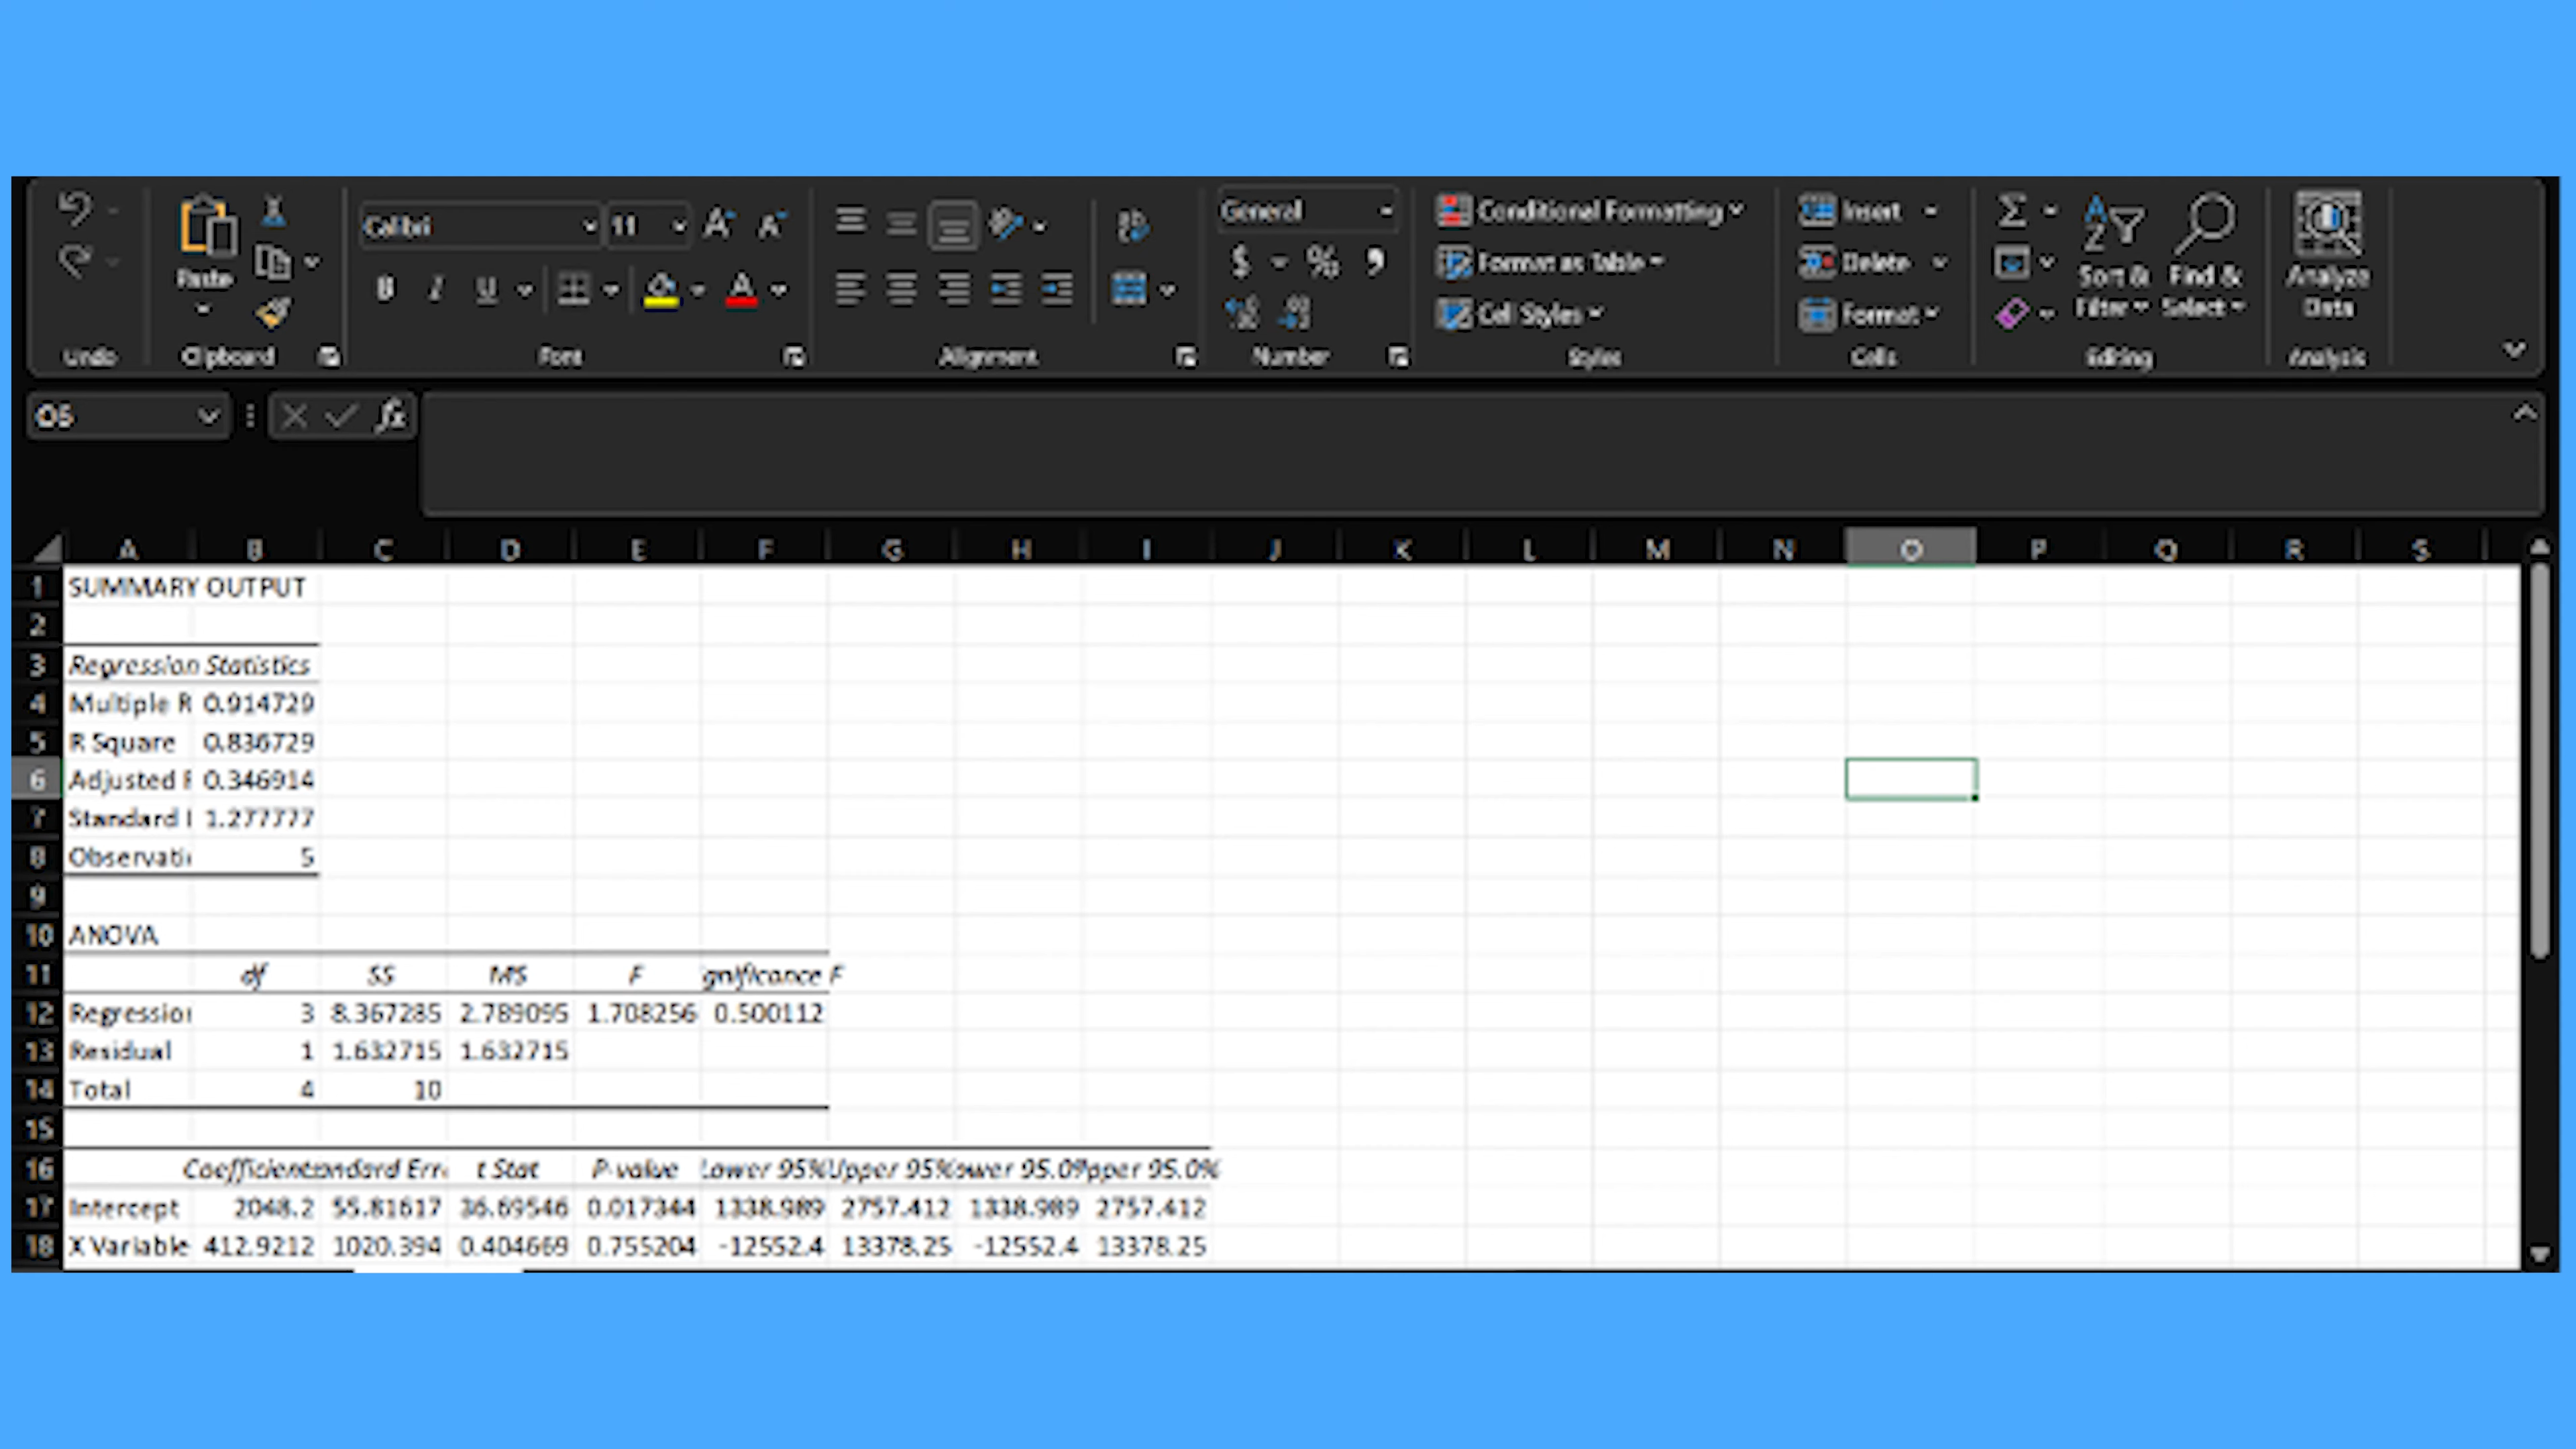 Calibri 11 General Conditional Formatting Insert
Paste B I U $ % Format as Table Delete Sort & Find & Analyze
Cell Styles Format Filter Select Data
Undo Clipboard Font Alignment Number Styles Cells Editing Analysis
O5 fx
A B C D E F G H I J K L M N O P Q R S
1 SUMMARY OUTPUT
2
3 Regression Statistics
4 Multiple R 0.914729
5 R Square 0.836729
6 Adjusted 0.346914
7 Standard 1.277777
8 Observati 5
9
10 ANOVA
11 df SS MS F gnificance F
12 Regression 3 8.367285 2.789095 1.708256 0.500112
13 Residual 1 1.632715 1.632715
14 Total 4 10
15
16 Coefficients andard Err t Stat P-value Lower 95% Upper 95% ower 95.0% pper 95.0%
17 Intercept 2048.2 55.81617 36.69546 0.017344 1338.989 2757.412 1338.989 2757.412
18 X Variable 412.9212 1020.394 0.404669 0.755204 -12552.4 13378.25 -12552.4 13378.25